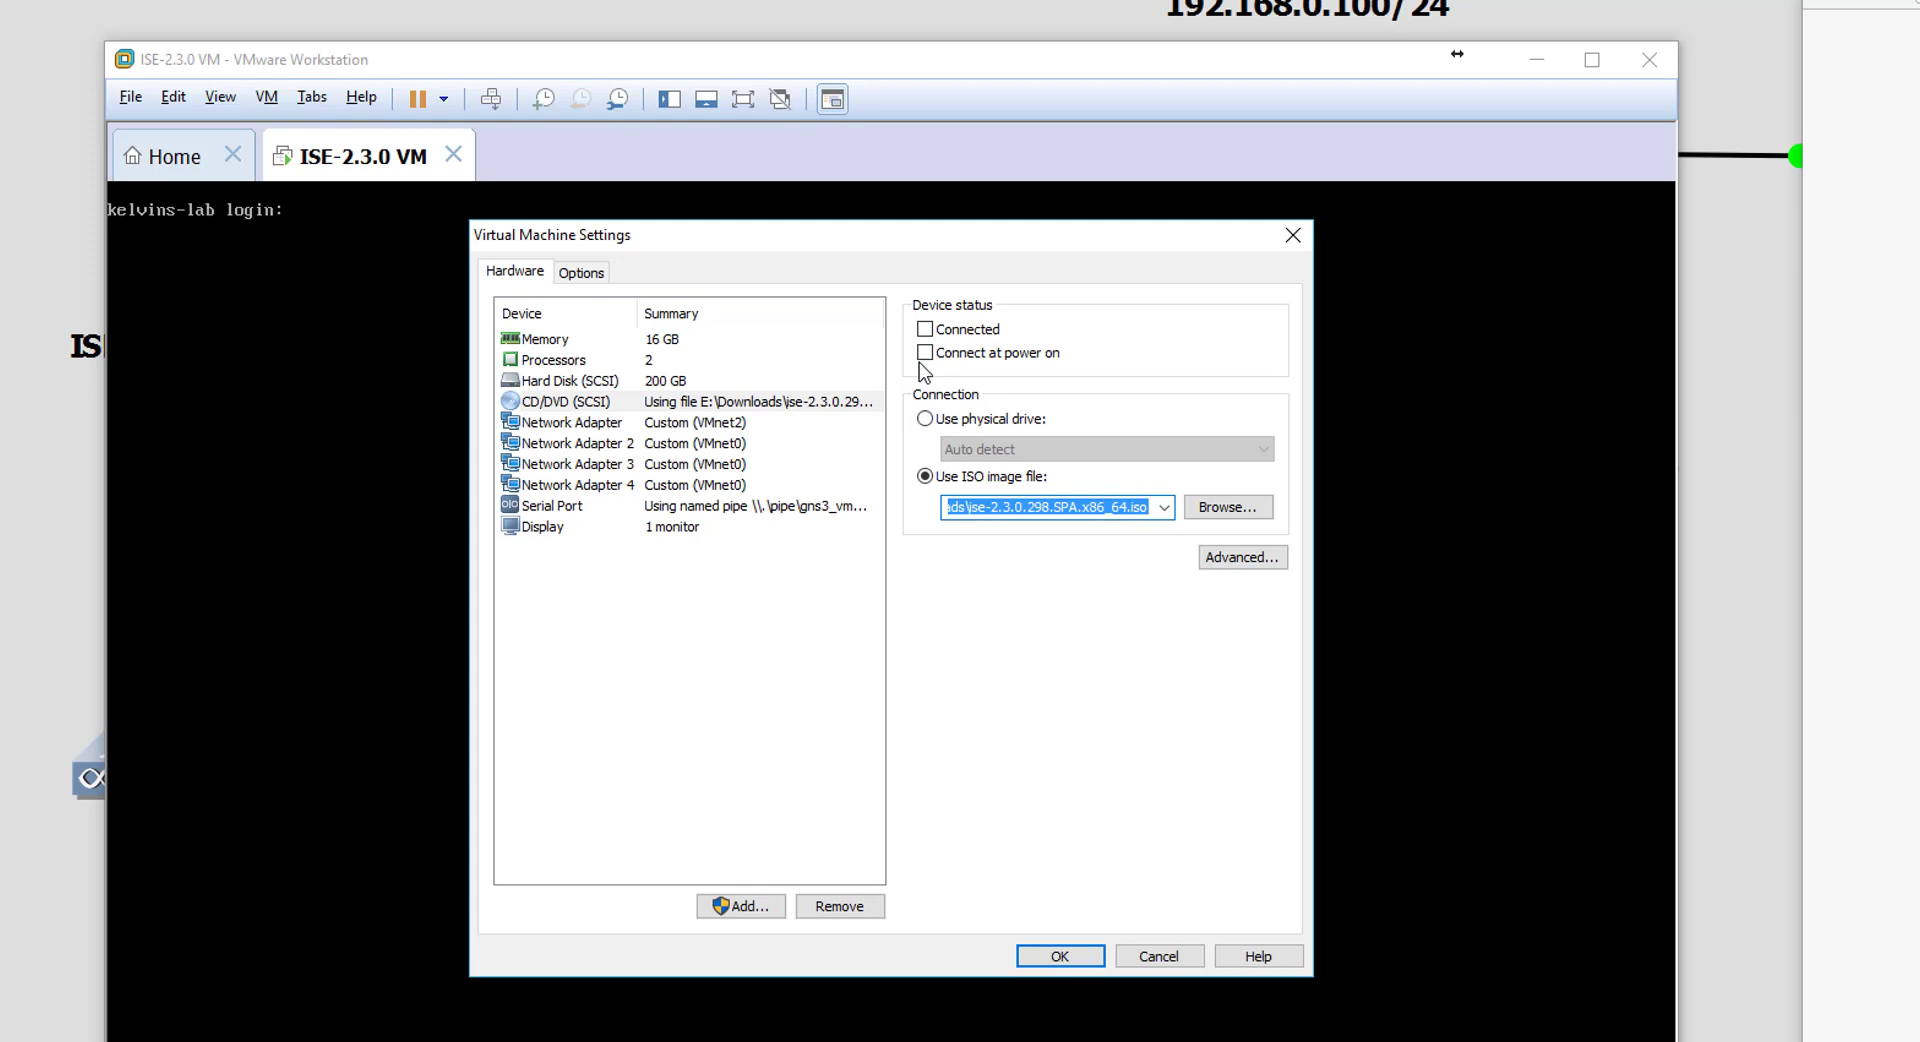 192.168.0.100/24
ISE-2.3.0 VM - VMware Workstation
File Edit View VM Tabs Help
Home
ISE-2.3.0 VM
kelvins-lab login:
Virtual Machine Settings
Hardware Options
Device Summary
Memory 16 GB
Processors 2
Hard Disk (SCSI) 200 GB
CD/DVD (SCSI) Using file E:\Downloads\ise-2.3.0.29...
Network Adapter Custom (VMnet2)
Network Adapter 2 Custom (VMnet0)
Network Adapter 3 Custom (VMnet0)
Network Adapter 4 Custom (VMnet0)
Serial Port Using named pipe \\.\pipe\gns3_vm...
Display 1 monitor
Add... Remove
Device status
Connected
Connect at power on
Connection
Use physical drive:
Auto detect
Use ISO image file:
ads\ise-2.3.0.298.SPA.x86_64.iso Browse...
Advanced...
OK Cancel Help
IS